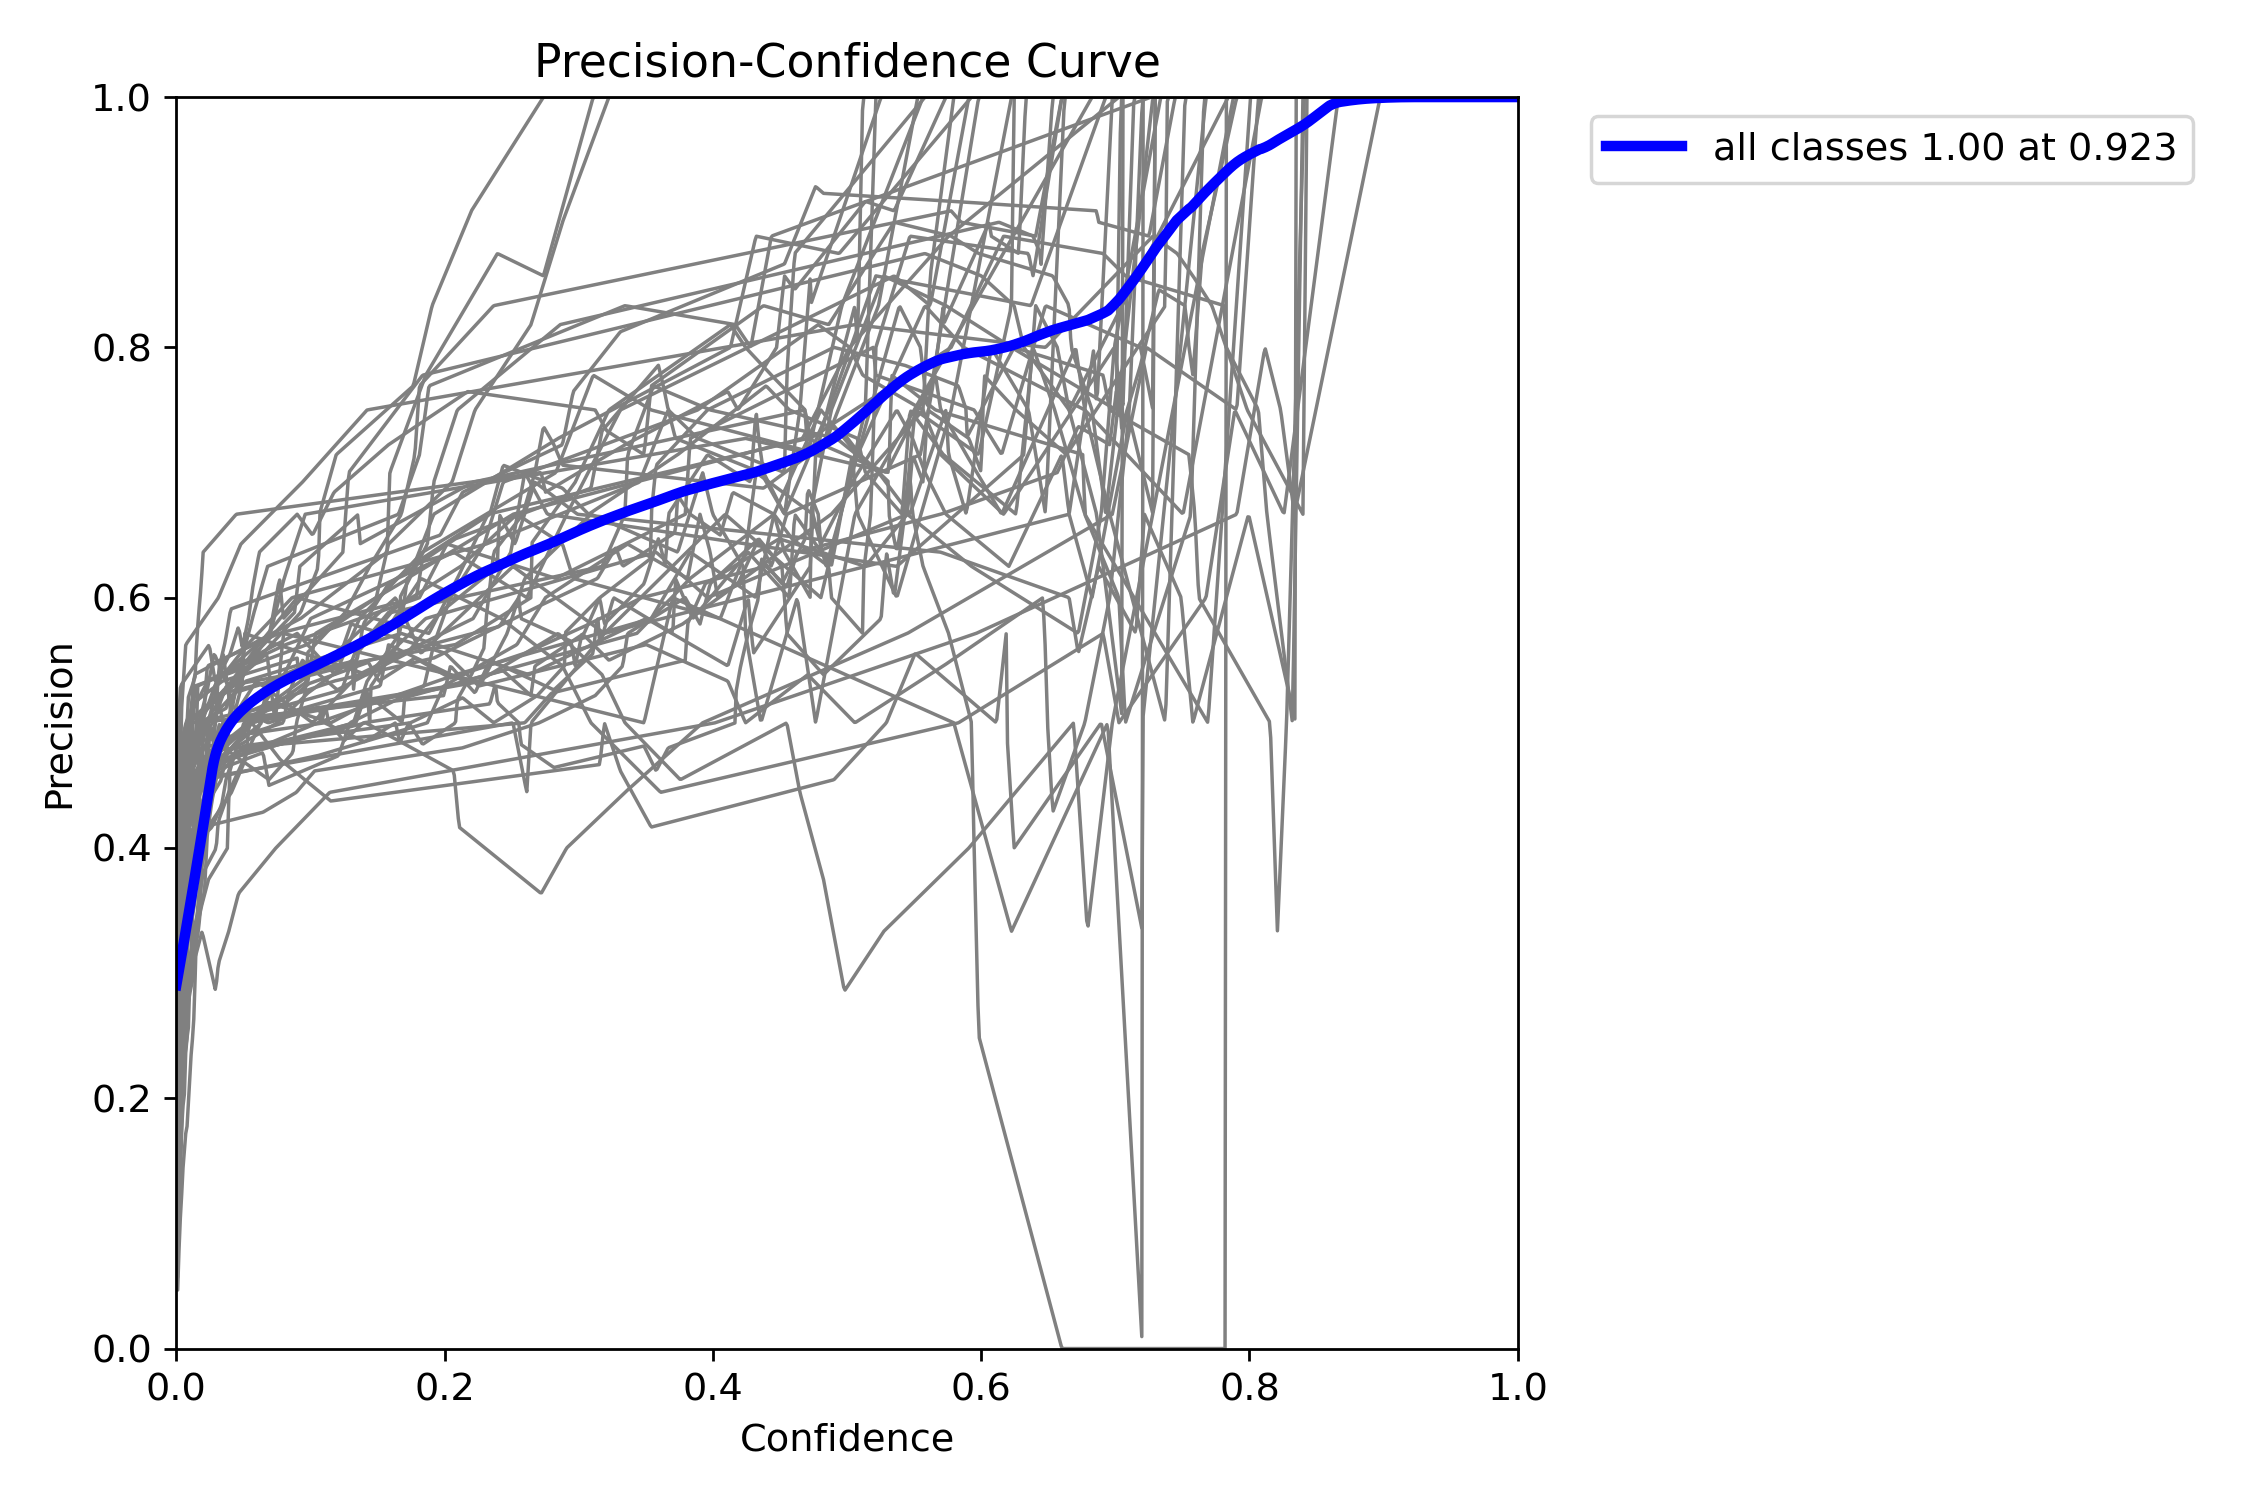 Precision-Confidence Curve
all classes 1.00 at 0.923
Precision
1.0
0.8
0.6
0.4
0.2
0.0
0.0 0.2 0.4 0.6 0.8 1.0
Confidence